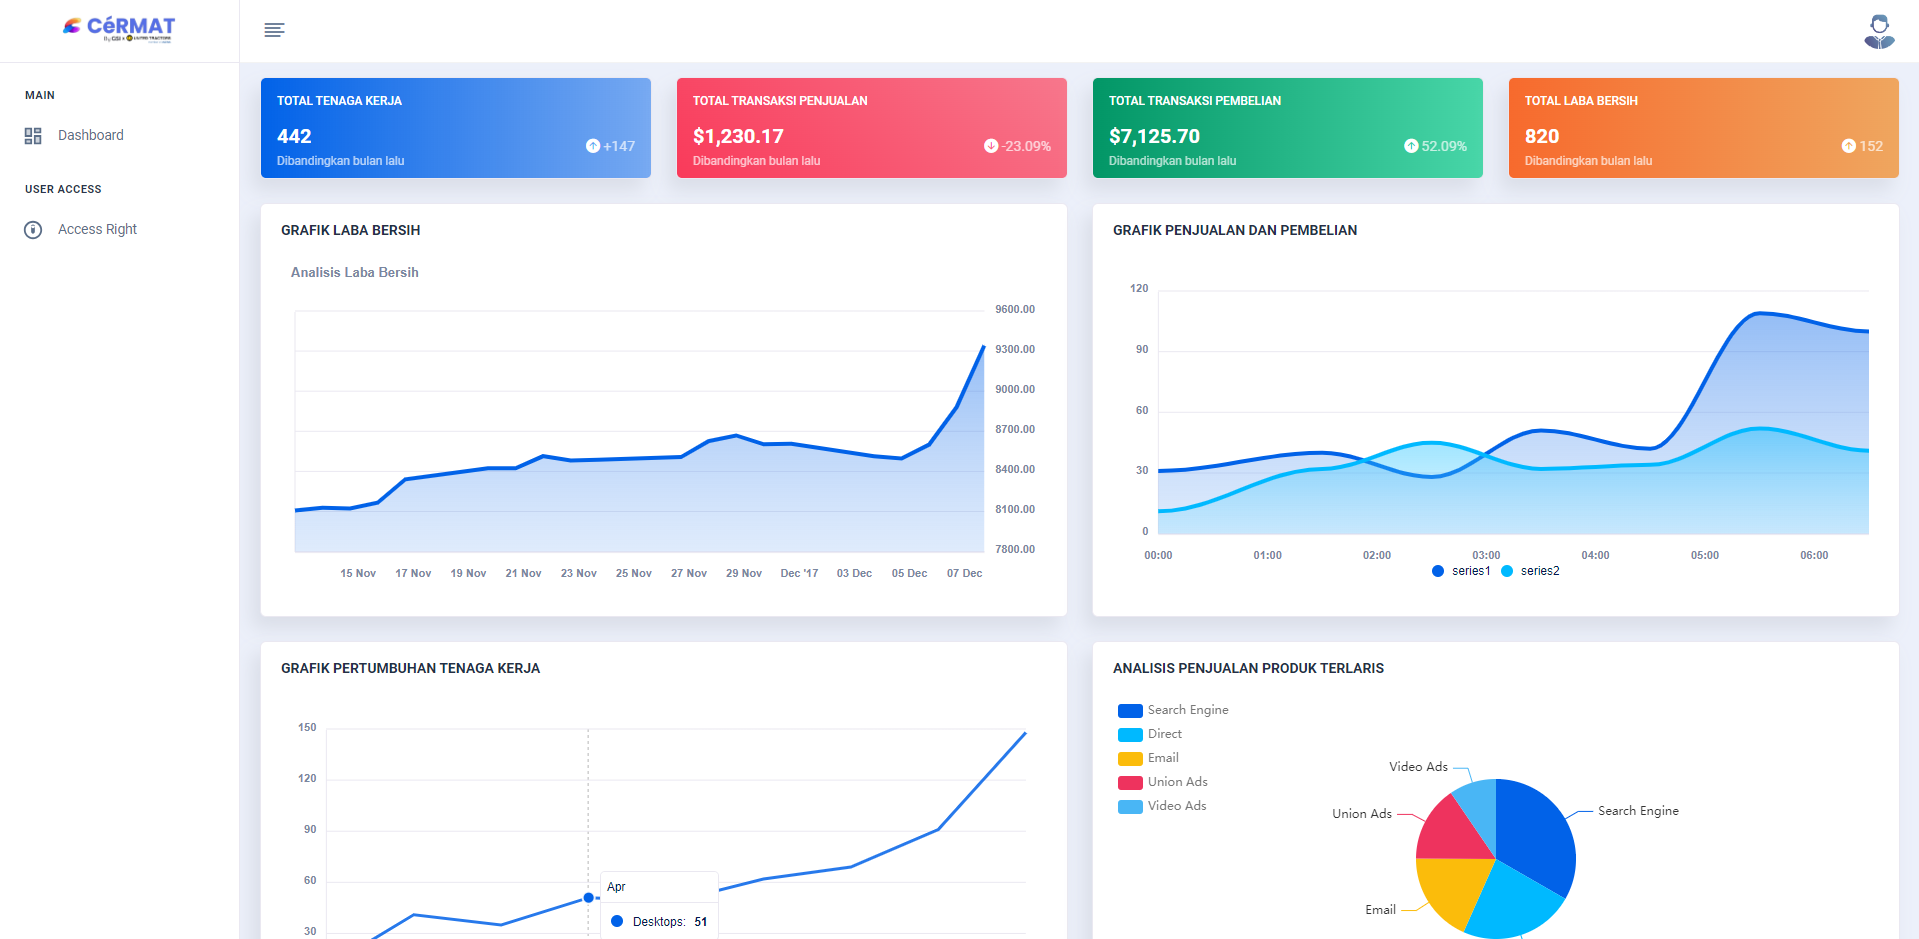 CéRMAT
By GSI x UNITED TRACTORS
MAIN
Dashboard
USER ACCESS
Access Right
TOTAL TENAGA KERJA
442
+147
Dibandingkan bulan lalu
TOTAL TRANSAKSI PENJUALAN
$1,230.17
-23.09%
Dibandingkan bulan lalu
TOTAL TRANSAKSI PEMBELIAN
$7,125.70
52.09%
Dibandingkan bulan lalu
TOTAL LABA BERSIH
820
152
Dibandingkan bulan lalu
GRAFIK LABA BERSIH
Analisis Laba Bersih
9600.00
9300.00
9000.00
8700.00
8400.00
8100.00
7800.00
15 Nov 17 Nov 19 Nov 21 Nov 23 Nov 25 Nov 27 Nov 29 Nov Dec '17 03 Dec 05 Dec 07 Dec
GRAFIK PENJUALAN DAN PEMBELIAN
120
90
60
30
0
00:00 01:00 02:00 03:00 04:00 05:00 06:00
series1 series2
GRAFIK PERTUMBUHAN TENAGA KERJA
150
120
90
60
30
Apr
Desktops: 51
ANALISIS PENJUALAN PRODUK TERLARIS
Search Engine
Direct
Email
Union Ads
Video Ads
Video Ads
Union Ads
Search Engine
Email